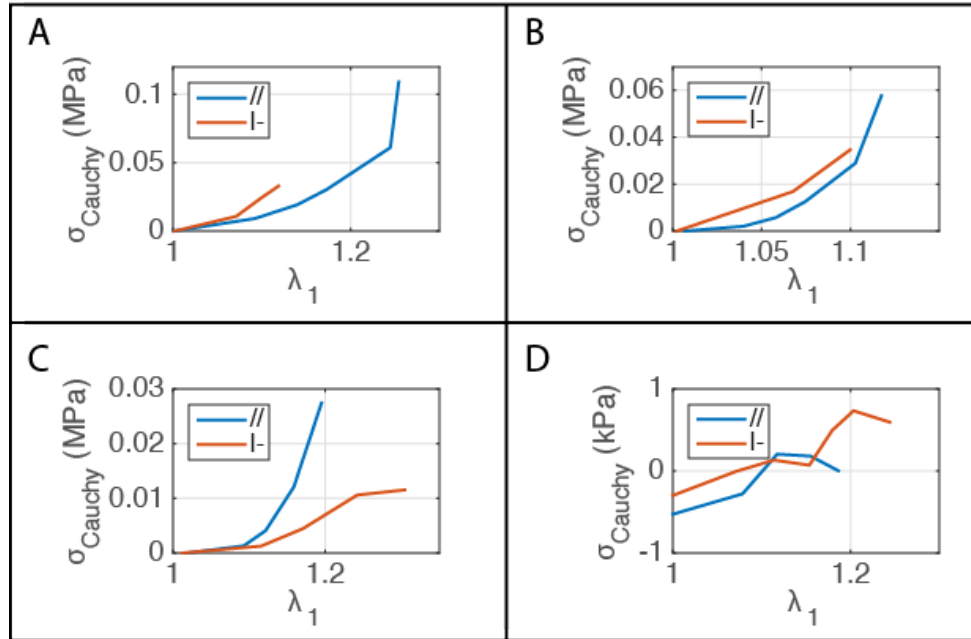 A
σCauchy (MPa)
0.1
0.05
0
//
I-
1
1.2
λ1
B
σCauchy (MPa)
0.06
0.04
0.02
0
//
I-
1
1.05
1.1
λ1
C
σCauchy (MPa)
0.03
0.02
0.01
0
//
I-
1
1.2
λ1
D
σCauchy (kPa)
1
0
-1
//
I-
1
1.2
λ1